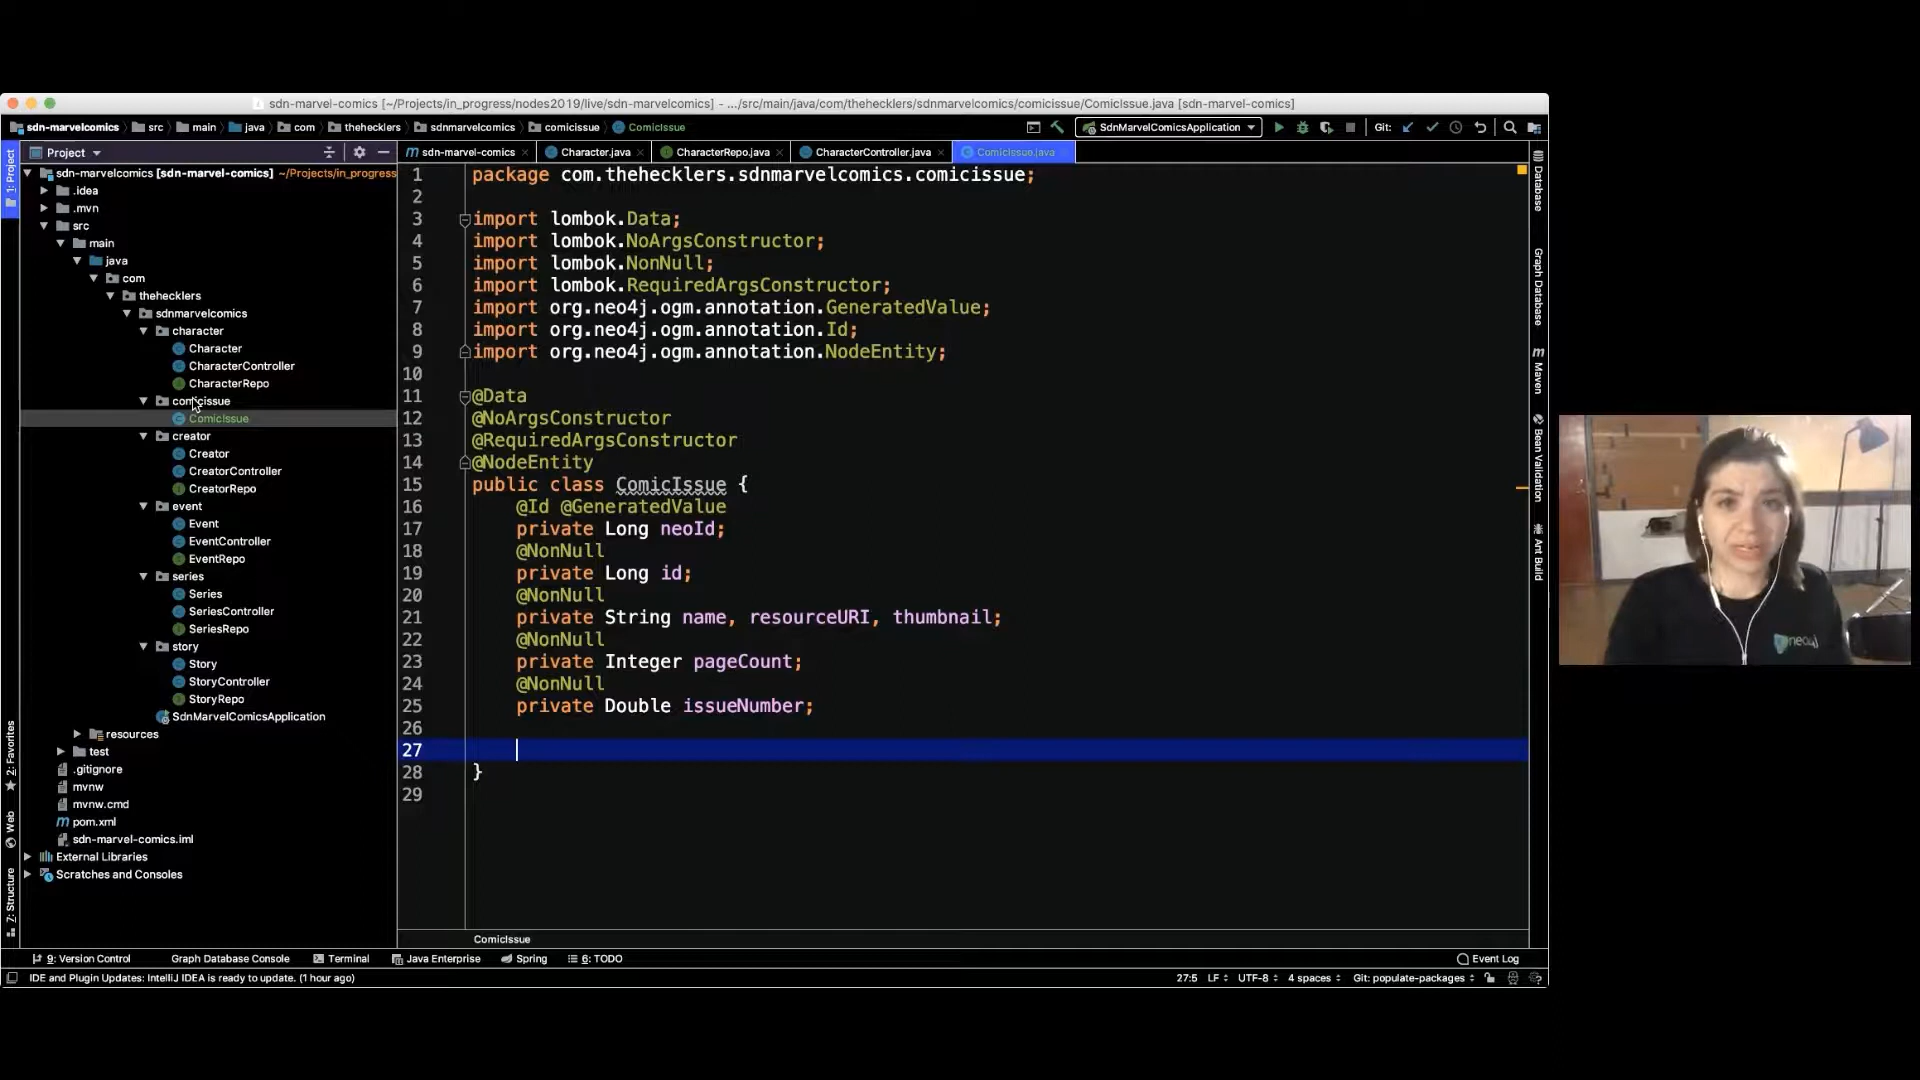 sdn-marvel-comics [~/Projects/in_progress/nodes2019/live/sdn-marvelcomics] - .../src/main/java/com/thehecklers/sdnmarvelcomics/comicissue/ComicIssue.java [sdn-marvel-comics]
sdn-marvelcomics src main java com thehecklers sdnmarvelcomics comicissue ComicIssue SdnMarvelComicsApplication Git:
Project sdn-marvel-comics Character.java CharacterRepo.java CharacterController.java ComicIssue.java
1: Project
sdn-marvelcomics [sdn-marvel-comics] ~/Projects/in_progress
.idea
.mvn
src
main
java
com
thehecklers
sdnmarvelcomics
character
Character
CharacterController
CharacterRepo
comicissue
ComicIssue
creator
Creator
CreatorController
CreatorRepo
event
Event
EventController
EventRepo
series
Series
SeriesController
SeriesRepo
story
Story
StoryController
StoryRepo
SdnMarvelComicsApplication
resources
test
.gitignore
mvnw
mvnw.cmd
pom.xml
sdn-marvel-comics.iml
External Libraries
Scratches and Consoles
2: Favorites
Web
7: Structure
1 package com.thehecklers.sdnmarvelcomics.comicissue;
2
3 import lombok.Data;
4 import lombok.NoArgsConstructor;
5 import lombok.NonNull;
6 import lombok.RequiredArgsConstructor;
7 import org.neo4j.ogm.annotation.GeneratedValue;
8 import org.neo4j.ogm.annotation.Id;
9 import org.neo4j.ogm.annotation.NodeEntity;
10
11 @Data
12 @NoArgsConstructor
13 @RequiredArgsConstructor
14 @NodeEntity
15 public class ComicIssue {
16 @Id @GeneratedValue
17 private Long neoId;
18 @NonNull
19 private Long id;
20 @NonNull
21 private String name, resourceURI, thumbnail;
22 @NonNull
23 private Integer pageCount;
24 @NonNull
25 private Double issueNumber;
26
27
28 }
29
ComicIssue
Database
Graph Database
Maven
Bean Validation
Ant Build
neo4j
9: Version Control Graph Database Console Terminal Java Enterprise Spring 6: TODO Event Log
IDE and Plugin Updates: IntelliJ IDEA is ready to update. (1 hour ago) 27:5 LF UTF-8 4 spaces Git: populate-packages